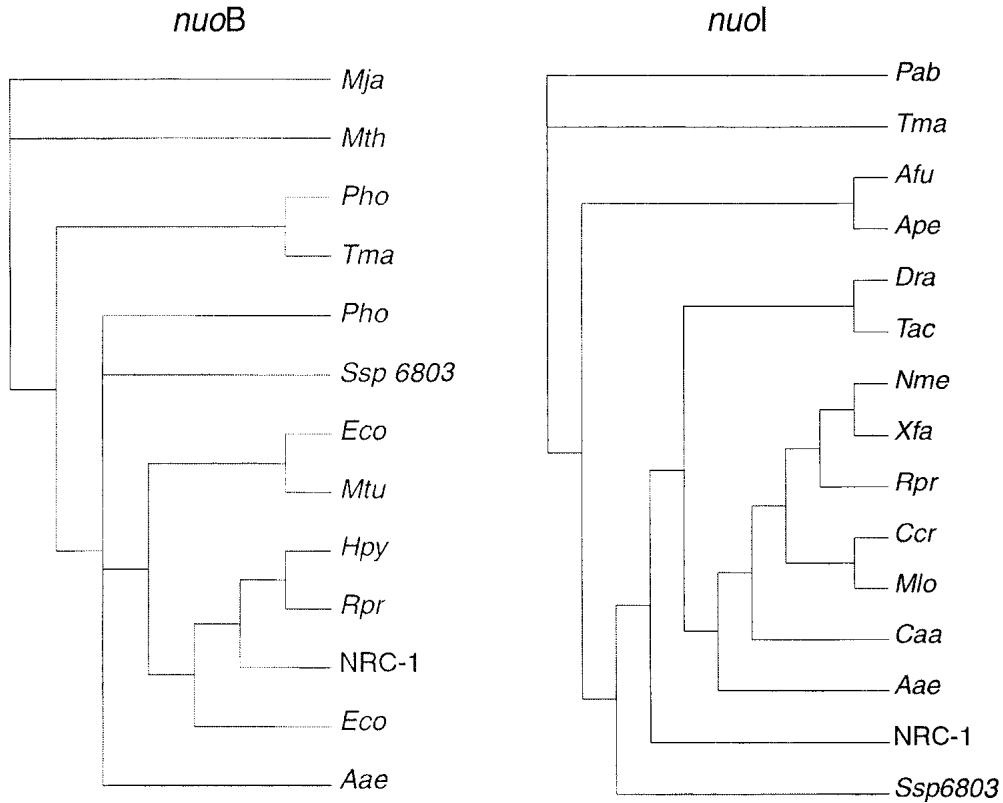 nuoB
Mja
Mth
Pho
Tma
Pho
Ssp 6803
Eco
Mtu
Hpy
Rpr
NRC-1
Eco
Aae
nuoI
Pab
Tma
Afu
Ape
Dra
Tac
Nme
Xfa
Rpr
Ccr
Mlo
Caa
Aae
NRC-1
Ssp6803